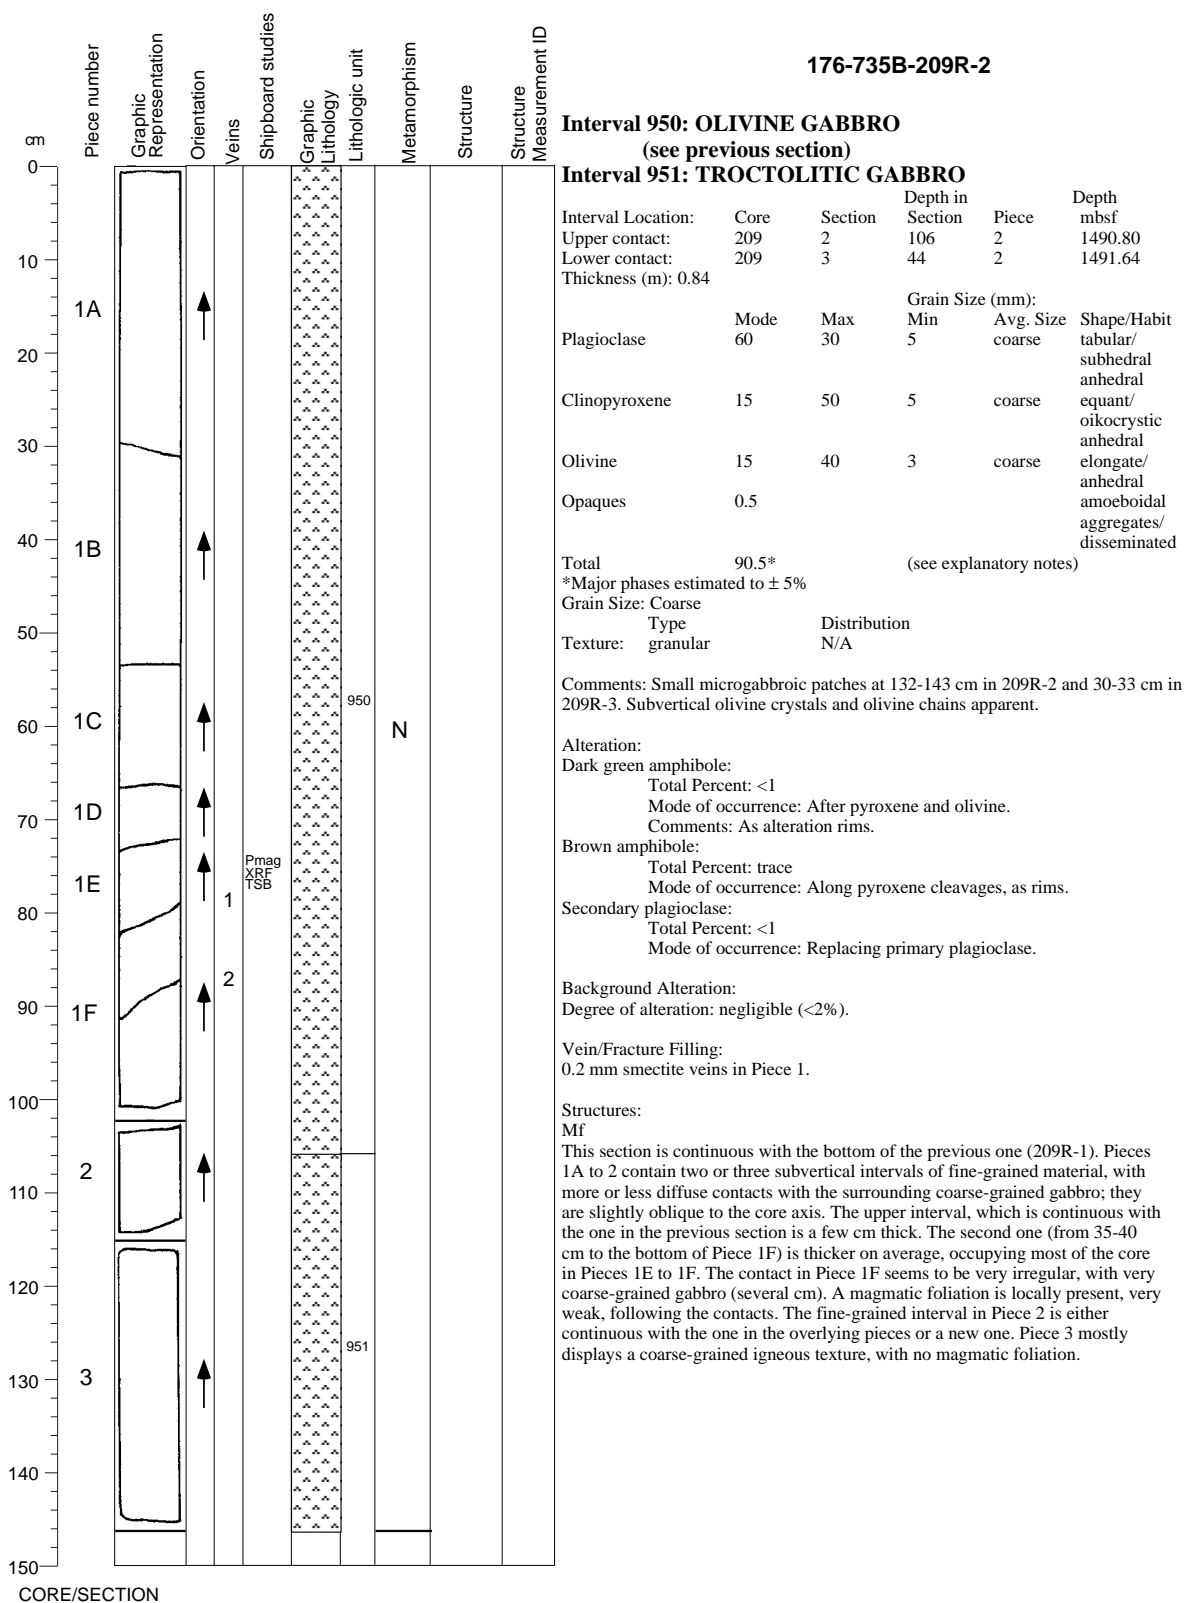 Piece number
Graphic
Representation
Orientation
Veins
Shipboard studies
Graphic
Lithology
Lithologic unit
Metamorphism
Structure
Structure
Measurement ID
cm
0
10
20
30
40
50
60
70
80
90
100
110
120
130
140
150
1A
1B
1C
1D
1E
1F
2
3
1
2
Pmag
XRF
TSB
950
951
N
CORE/SECTION
176-735B-209R-2
Interval 950: OLIVINE GABBRO
(see previous section)
Interval 951: TROCTOLITIC GABBRO
Depth in Depth
Interval Location: Core Section Section Piece mbsf
Upper contact: 209 2 106 2 1490.80
Lower contact: 209 3 44 2 1491.64
Thickness (m): 0.84
Grain Size (mm):
Mode Max Min Avg. Size Shape/Habit
Plagioclase 60 30 5 coarse tabular/
subhedral
anhedral
Clinopyroxene 15 50 5 coarse equant/
oikocrystic
anhedral
Olivine 15 40 3 coarse elongate/
anhedral
Opaques 0.5 amoeboidal
aggregates/
disseminated
Total 90.5* (see explanatory notes)
*Major phases estimated to ± 5%
Grain Size: Coarse
Type Distribution
Texture: granular N/A
Comments: Small microgabbroic patches at 132-143 cm in 209R-2 and 30-33 cm in
209R-3. Subvertical olivine crystals and olivine chains apparent.
Alteration:
Dark green amphibole:
Total Percent: <1
Mode of occurrence: After pyroxene and olivine.
Comments: As alteration rims.
Brown amphibole:
Total Percent: trace
Mode of occurrence: Along pyroxene cleavages, as rims.
Secondary plagioclase:
Total Percent: <1
Mode of occurrence: Replacing primary plagioclase.
Background Alteration:
Degree of alteration: negligible (<2%).
Vein/Fracture Filling:
0.2 mm smectite veins in Piece 1.
Structures:
Mf
This section is continuous with the bottom of the previous one (209R-1). Pieces
1A to 2 contain two or three subvertical intervals of fine-grained material, with
more or less diffuse contacts with the surrounding coarse-grained gabbro; they
are slightly oblique to the core axis. The upper interval, which is continuous with
the one in the previous section is a few cm thick. The second one (from 35-40
cm to the bottom of Piece 1F) is thicker on average, occupying most of the core
in Pieces 1E to 1F. The contact in Piece 1F seems to be very irregular, with very
coarse-grained gabbro (several cm). A magmatic foliation is locally present, very
weak, following the contacts. The fine-grained interval in Piece 2 is either
continuous with the one in the overlying pieces or a new one. Piece 3 mostly
displays a coarse-grained igneous texture, with no magmatic foliation.